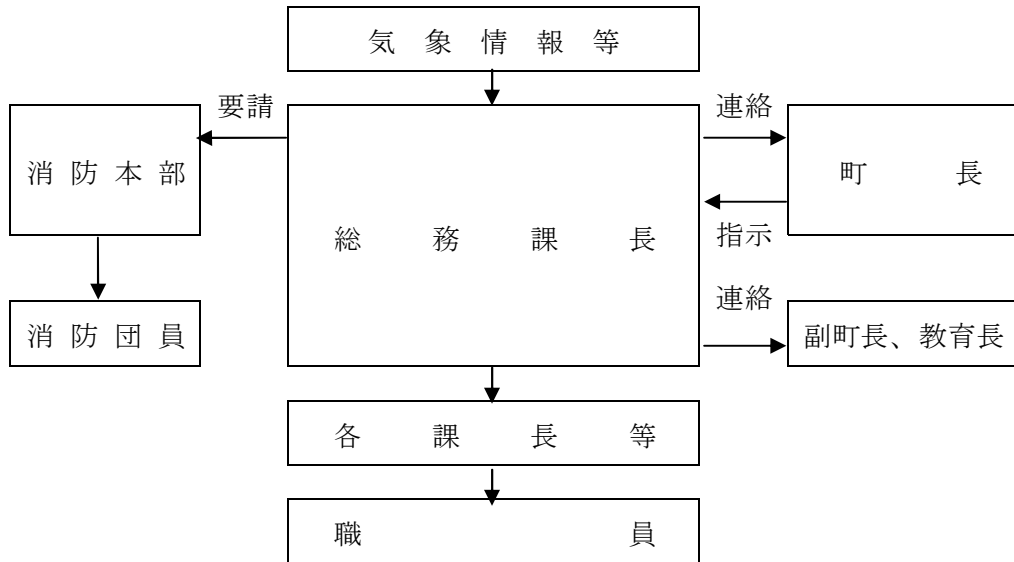 気象情報等
要請
連絡
消防本部
町長
総務課長
指示
連絡
消防団員
副町長、教育長
各課長等
職員